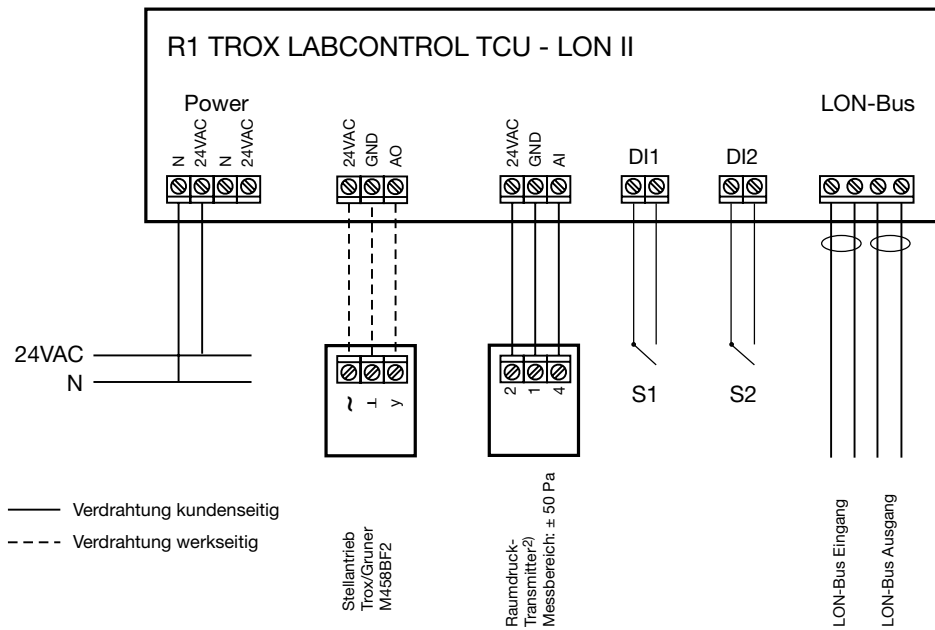 R1 TROX LABCONTROL TCU - LON II
Power
LON-Bus
N
24VAC
N
24VAC
24VAC
GND
AO
24VAC
GND
AI
DI1
DI2
24VAC
N
~
⊥
y
2
1
4
S1
S2
Verdrahtung kundenseitig
Verdrahtung werkseitig
Stellantrieb
Trox/Gruner
M458BF2
Raumdruck-
Transmitter2)
Messbereich: ± 50 Pa
LON-Bus Eingang
LON-Bus Ausgang